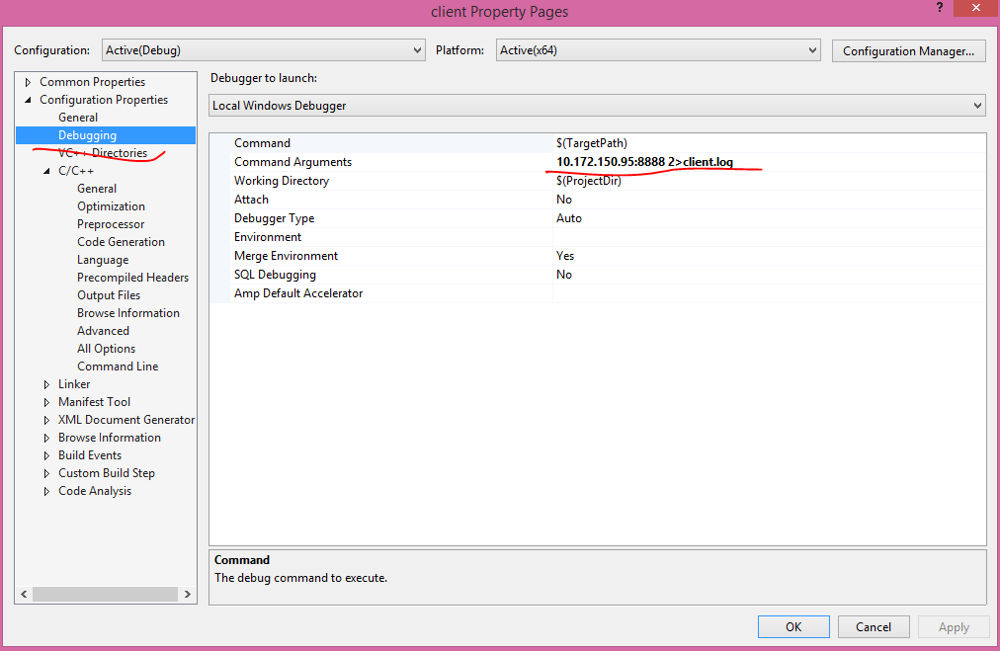 client Property Pages
?
Configuration: Active(Debug) Platform: Active(x64) Configuration Manager...
Common Properties
Configuration Properties
General
Debugging
VC++ Directories
C/C++
General
Optimization
Preprocessor
Code Generation
Language
Precompiled Headers
Output Files
Browse Information
Advanced
All Options
Command Line
Linker
Manifest Tool
XML Document Generator
Browse Information
Build Events
Custom Build Step
Code Analysis
Debugger to launch:
Local Windows Debugger
Command $(TargetPath)
Command Arguments 10.172.150.95:8888 2>client.log
Working Directory $(ProjectDir)
Attach No
Debugger Type Auto
Environment
Merge Environment Yes
SQL Debugging No
Amp Default Accelerator
Command
The debug command to execute.
OK Cancel Apply